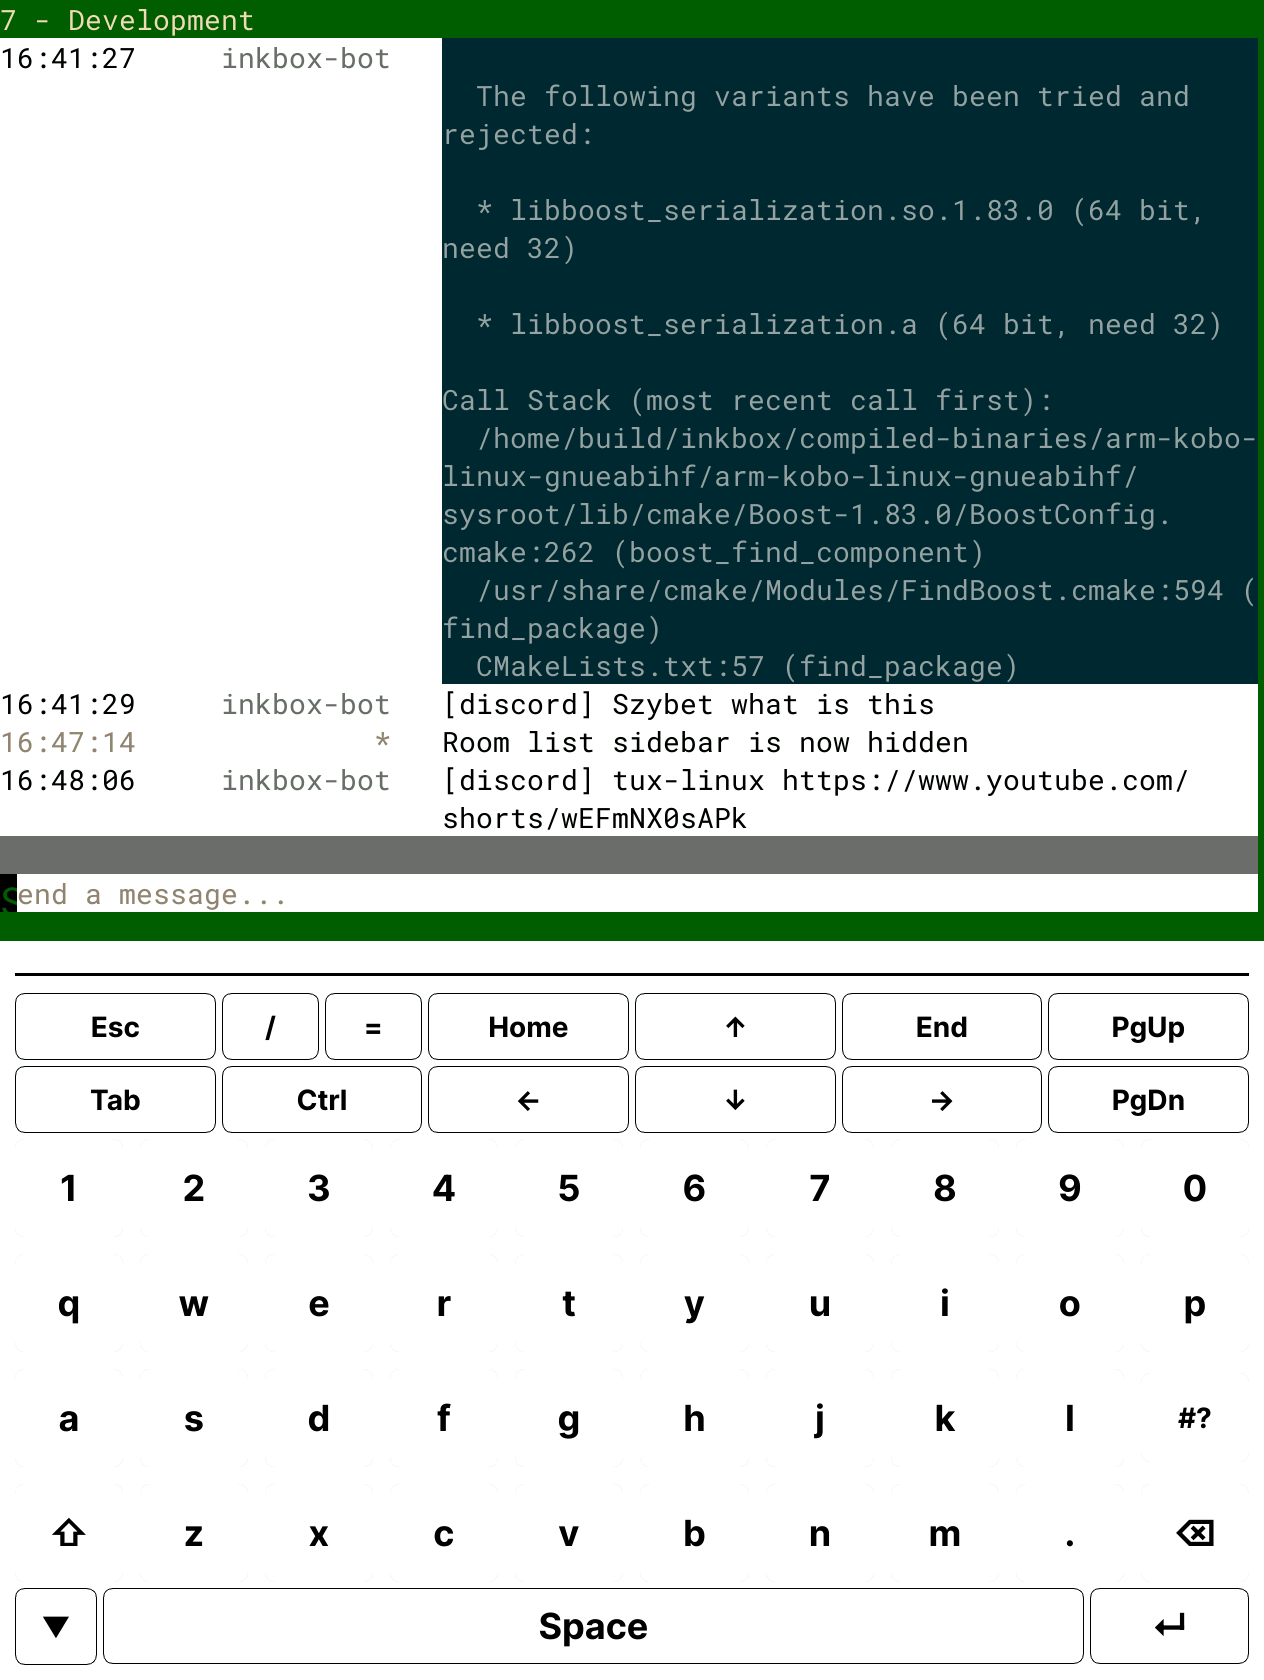 7 - Development
16:41:27 inkbox-bot
The following variants have been tried and
rejected:
* libboost_serialization.so.1.83.0 (64 bit,
need 32)
* libboost_serialization.a (64 bit, need 32)
Call Stack (most recent call first):
/home/build/inkbox/compiled-binaries/arm-kobo-
linux-gnueabihf/arm-kobo-linux-gnueabihf/
sysroot/lib/cmake/Boost-1.83.0/BoostConfig.
cmake:262 (boost_find_component)
/usr/share/cmake/Modules/FindBoost.cmake:594 (
find_package)
CMakeLists.txt:57 (find_package)
16:41:29 inkbox-bot [discord] Szybet what is this
16:47:14 * Room list sidebar is now hidden
16:48:06 inkbox-bot [discord] tux-linux https://www.youtube.com/
shorts/wEFmNX0sAPk
Send a message...
Esc / = Home ↑ End PgUp
Tab Ctrl ← ↓ → PgDn
1 2 3 4 5 6 7 8 9 0
q w e r t y u i o p
a s d f g h j k l #?
z x c v b n m .
▼ Space